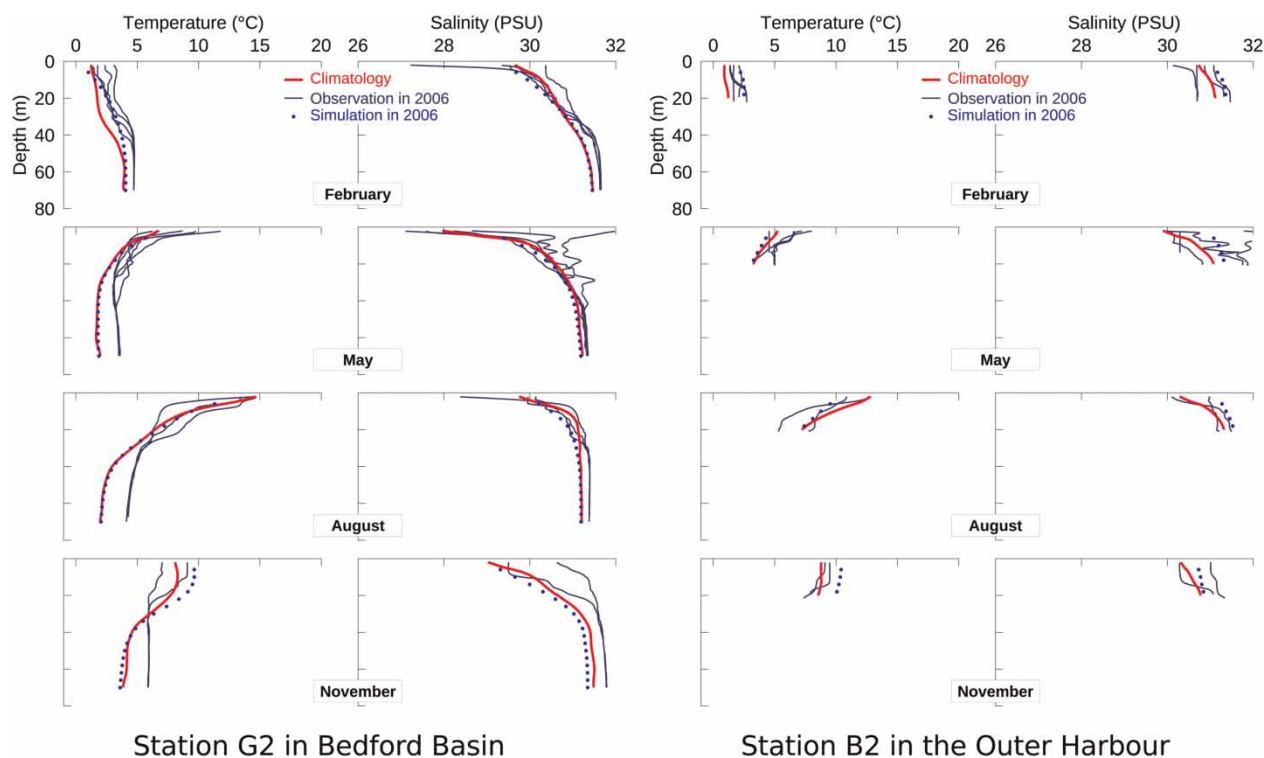 Temperature (°C) Salinity (PSU) Temperature (°C) Salinity (PSU)
0 5 10 15 20 26 28 30 32 0 5 10 15 20 26 28 30 32
0
20
40
60
80
Depth (m)
Climatology
Observation in 2006
Simulation in 2006
February
May
August
November
0
20
40
60
80
Depth (m)
Climatology
Observation in 2006
Simulation in 2006
February
May
August
November
Station G2 in Bedford Basin
Station B2 in the Outer Harbour